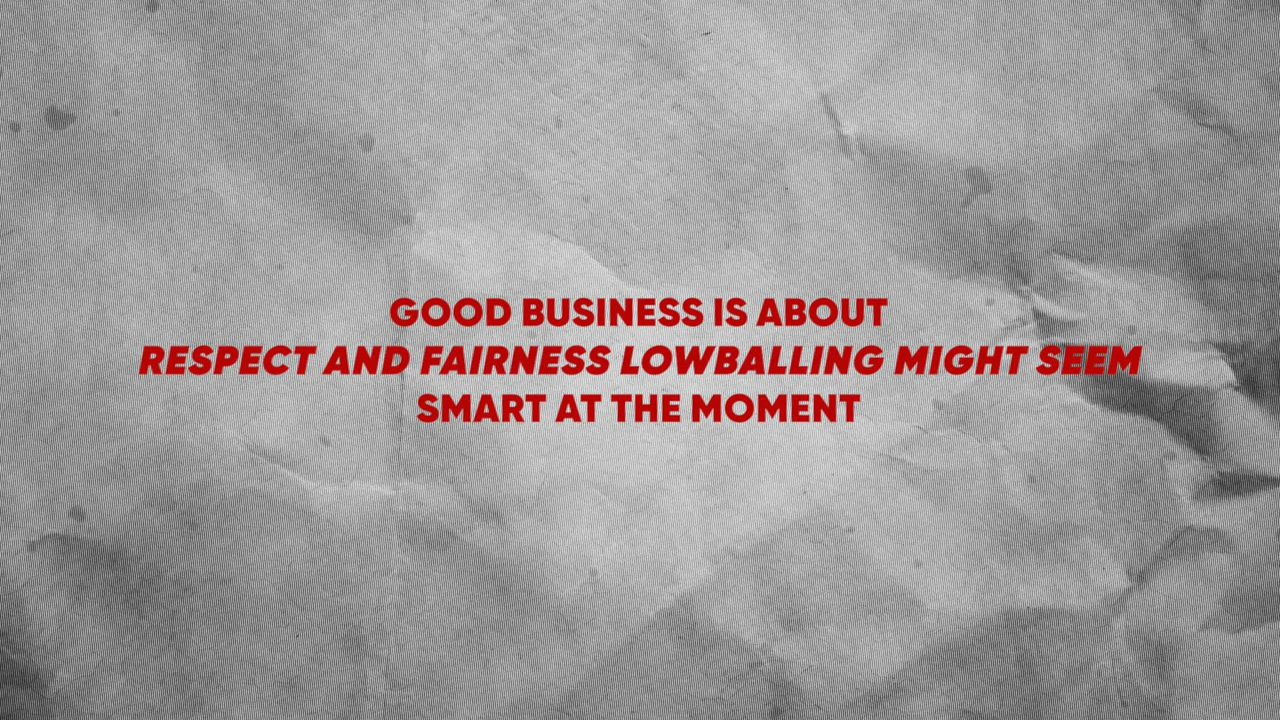 GOOD BUSINESS IS ABOUT
RESPECT AND FAIRNESS LOWBALLING MIGHT SEEM
SMART AT THE MOMENT